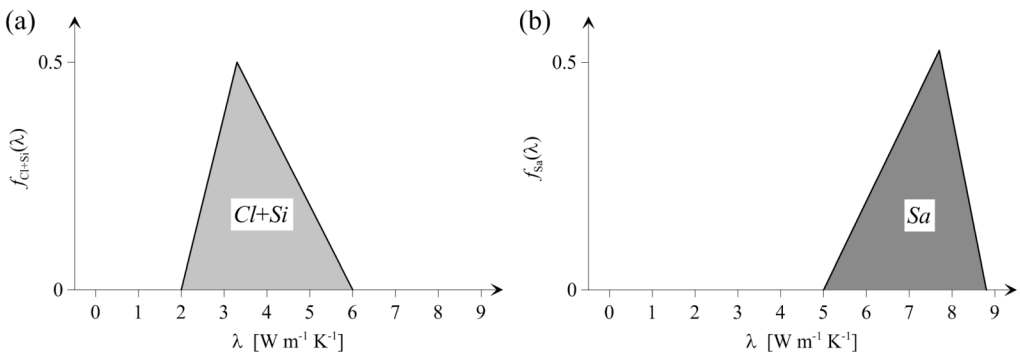 (a)
0.5
f_Cl+Si(λ)
Cl+Si
0
0 1 2 3 4 5 6 7 8 9
λ [W m⁻¹ K⁻¹]
(b)
0.5
f_Sa(λ)
Sa
0
0 1 2 3 4 5 6 7 8 9
λ [W m⁻¹ K⁻¹]